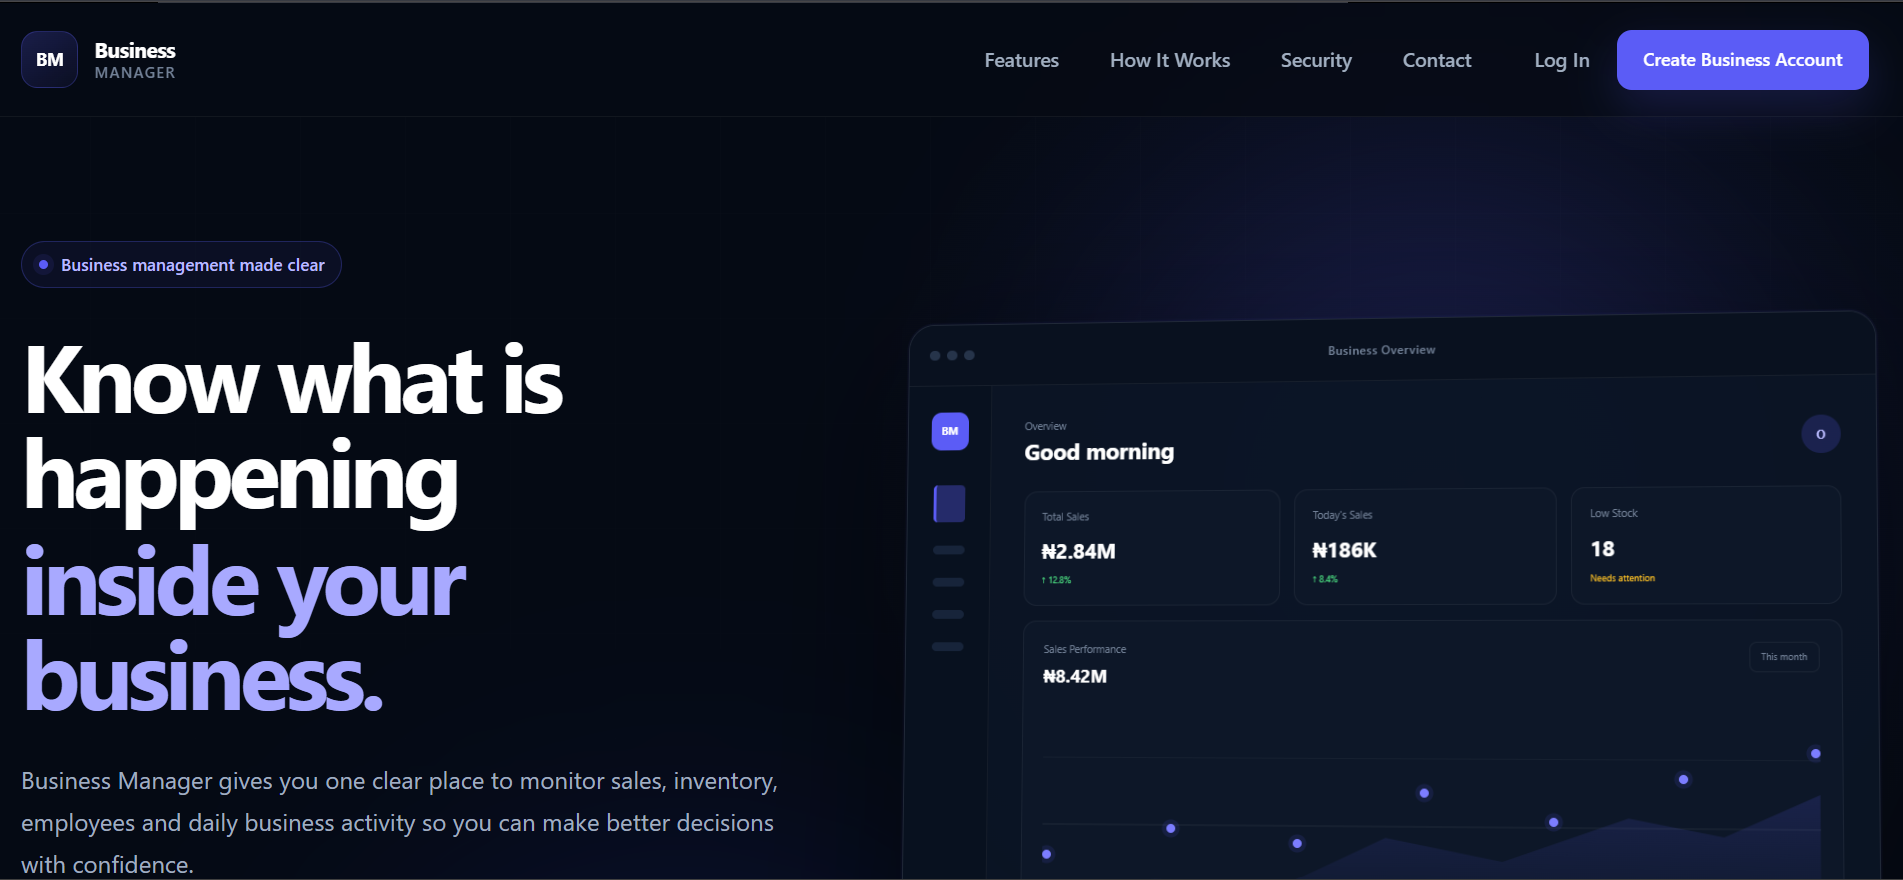 BM
Business
MANAGER
Features
How It Works
Security
Contact
Log In
Create Business Account
Business management made clear
Know what is
happening
inside your
business.
Business Manager gives you one clear place to monitor sales, inventory,
employees and daily business activity so you can make better decisions
with confidence.
Business Overview
BM
Overview
Good morning
O
Total Sales
₦2.84M
↑ 12.8%
Today's Sales
₦186K
↑ 8.4%
Low Stock
18
Needs attention
Sales Performance
₦8.42M
This month